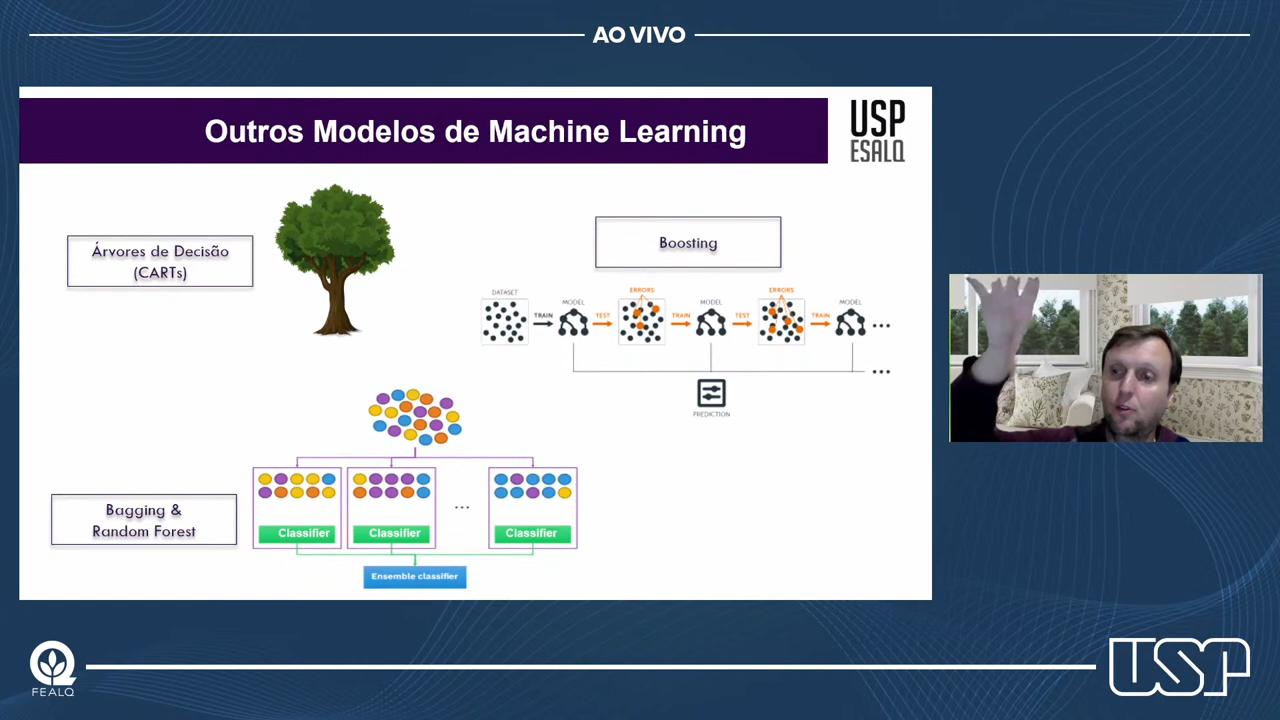 AO VIVO
Outros Modelos de Machine Learning
USP
ESALQ
Árvores de Decisão
(CARTs)
Boosting
DATASET
TRAIN
MODEL
TEST
ERRORS
TRAIN
MODEL
TEST
ERRORS
TRAIN
MODEL
...
...
PREDICTION
Bagging &
Random Forest
...
Classifier
Classifier
Classifier
Ensemble classifier
FEALQ
USP